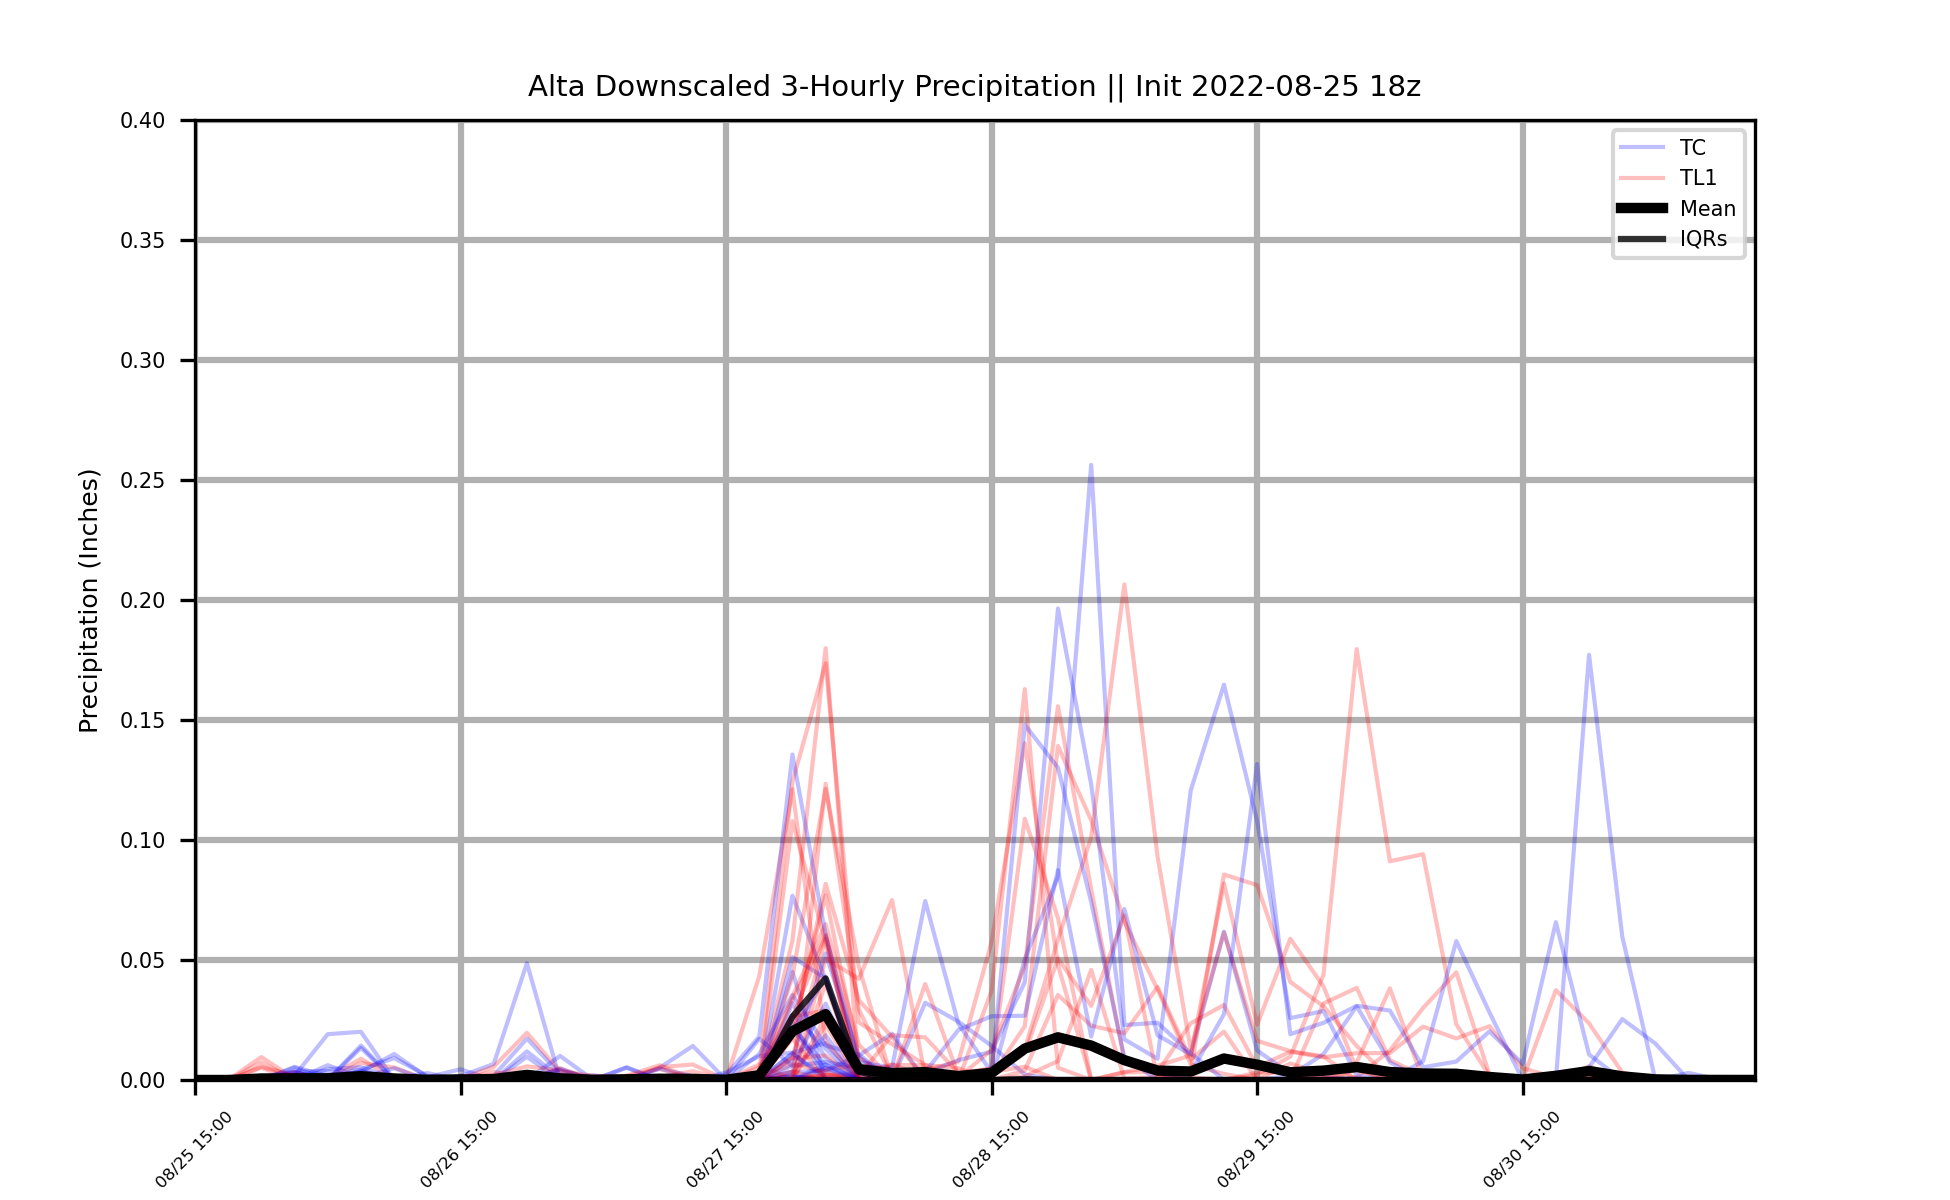 Alta Downscaled 3-Hourly Precipitation || Init 2022-08-25 18z
TC
TL1
Mean
IQRs
Precipitation (Inches)
0.40
0.35
0.30
0.25
0.20
0.15
0.10
0.05
0.00
08/25 15:00
08/26 15:00
08/27 15:00
08/28 15:00
08/29 15:00
08/30 15:00